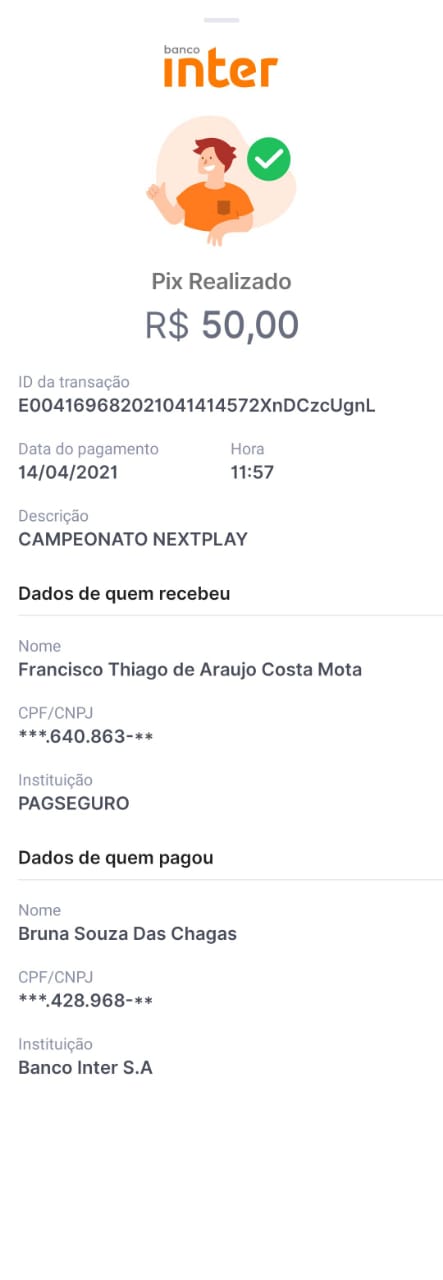 banco
inter
Pix Realizado
R$ 50,00
ID da transação
E004169682021041414572XnDCzcUgnL
Data do pagamento Hora
14/04/2021 11:57
Descrição
CAMPEONATO NEXTPLAY
Dados de quem recebeu
Nome
Francisco Thiago de Araujo Costa Mota
CPF/CNPJ
***.640.863-**
Instituição
PAGSEGURO
Dados de quem pagou
Nome
Bruna Souza Das Chagas
CPF/CNPJ
***.428.968-**
Instituição
Banco Inter S.A